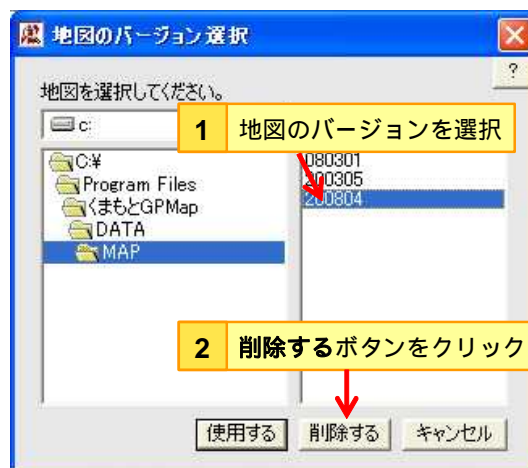 地図のバージョン選択
?
地図を選択してください。
c:
1 地図のバージョンを選択
C:¥
Program Files
くまもとGPMap
DATA
MAP
080301
200305
200804
2 削除するボタンをクリック
使用する 削除する キャンセル